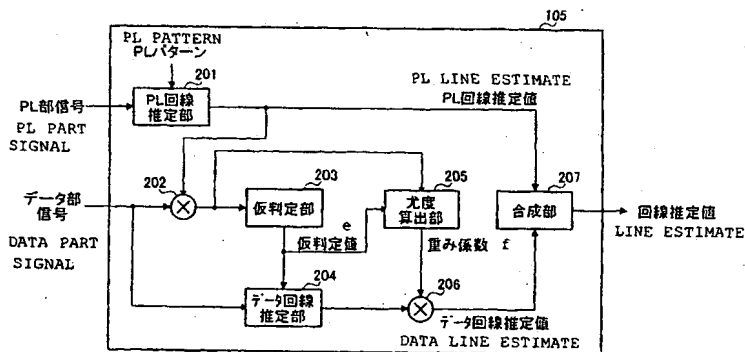 105
PL PATTERN
PLパターン
201
PL部信号
PL PART
SIGNAL
PL回線
推定部
PL LINE ESTIMATE
PL回線推定値
データ部
信号
DATA PART
SIGNAL
202
203
仮判定部
e
仮判定値
205
尤度
算出部
重み係数 f
207
合成部
回線推定値
LINE ESTIMATE
204
データ回線
推定部
206
データ回線推定値
DATA LINE ESTIMATE